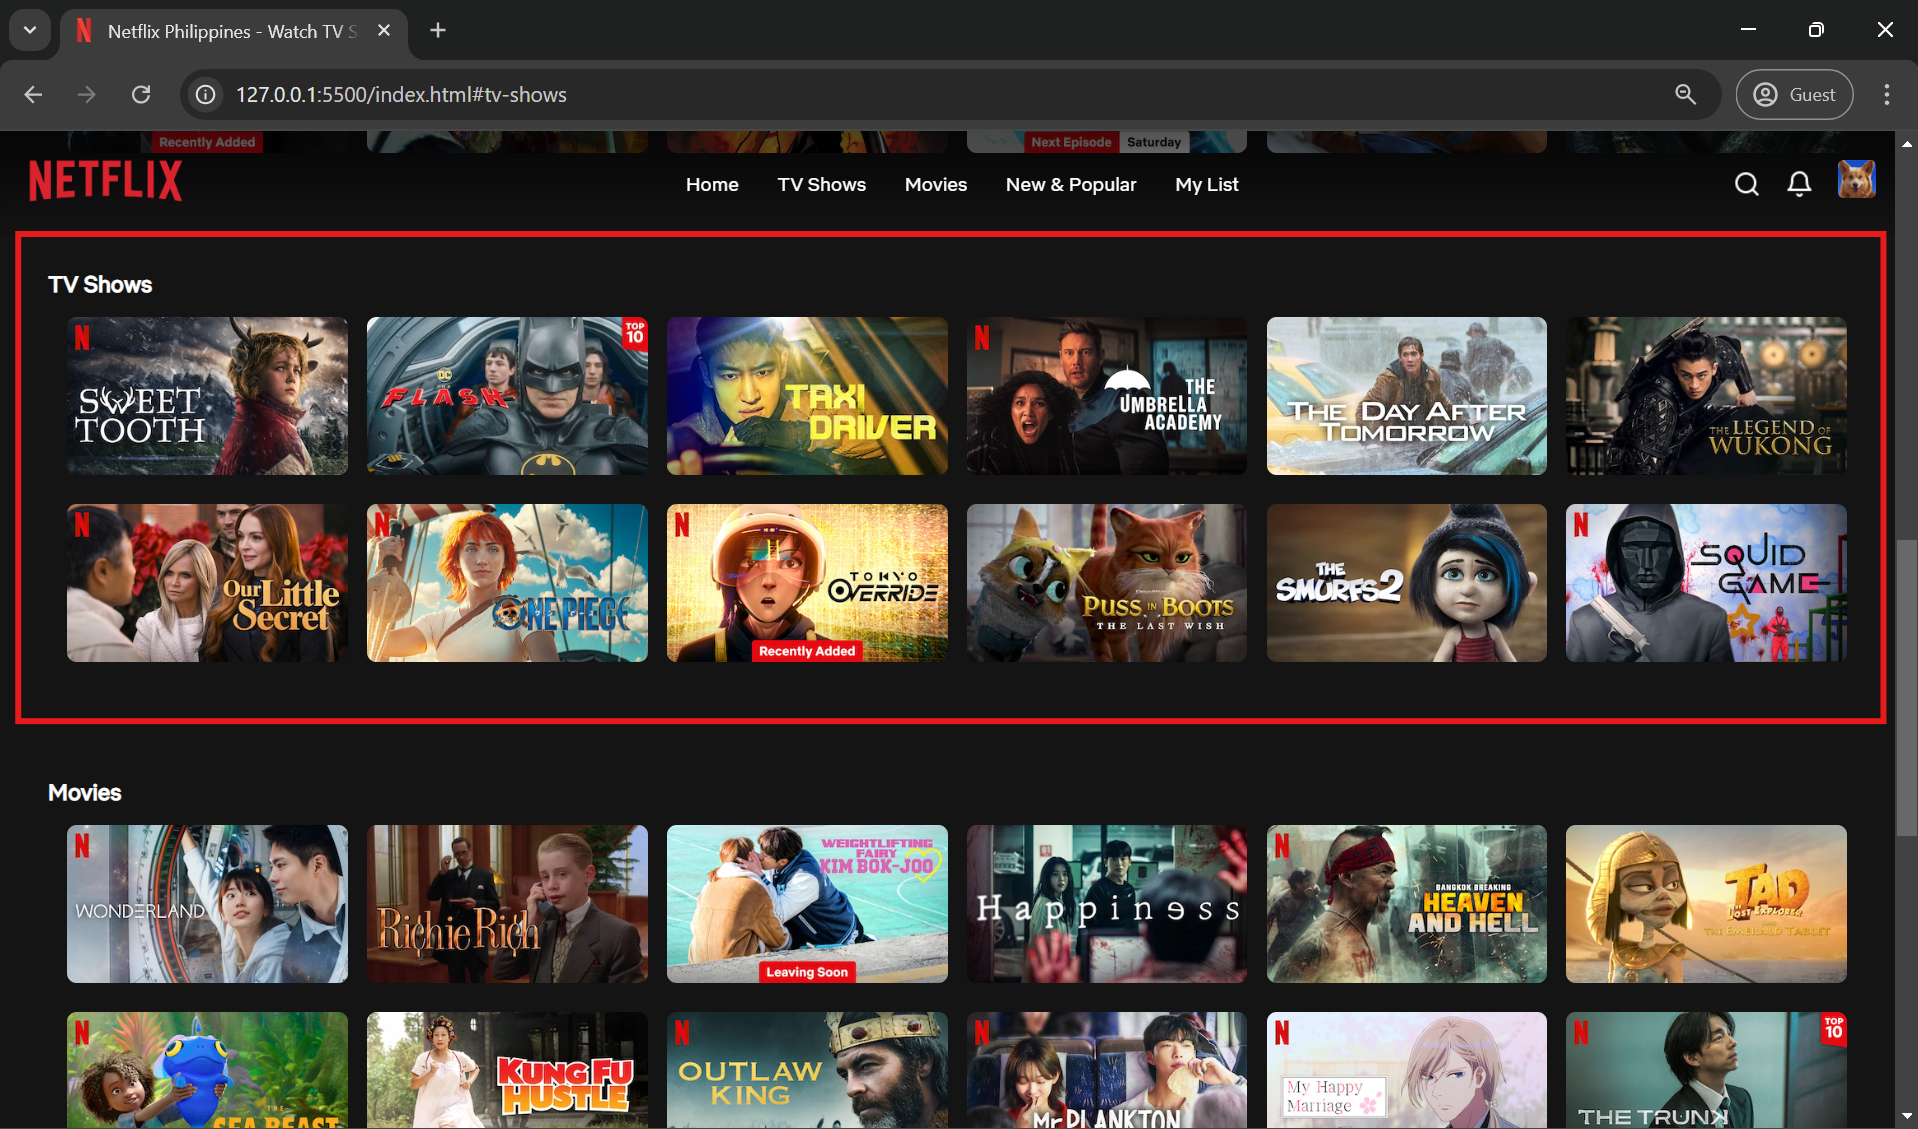 Netflix Philippines - Watch TV S
127.0.0.1:5500/index.html#tv-shows
Guest
Recently Added
Next Episode Saturday
NETFLIX
Home
TV Shows
Movies
New & Popular
My List
TV Shows
N
SWEET
TOOTH
TOP
10
DC
FLASH
TAXI
DRIVER
N
THE
UMBRELLA
ACADEMY
THE DAY AFTER
TOMORROW
THE LEGEND OF
WUKONG
N
Our Little
Secret
N
ONE PIECE
N
TOKYO
OVERRIDE
Recently Added
PUSS IN BOOTS
THE LAST WISH
THE
SMURFS 2
N
SQUID
GAME
Movies
N
WONDERLAND
Richie Rich
WEIGHTLIFTING
FAIRY
KIM BOK-JOO
Leaving Soon
Happiness
N
BANGKOK BREAKING
HEAVEN
AND HELL
TAD
THE LOST EXPLORER
THE EMERALD TABLET
N
THE
SEA BEAST
KUNG FU
HUSTLE
N
OUTLAW
KING
N
Mr. PLANKTON
N
My Happy
Marriage
N
TOP
10
THE TRUNK